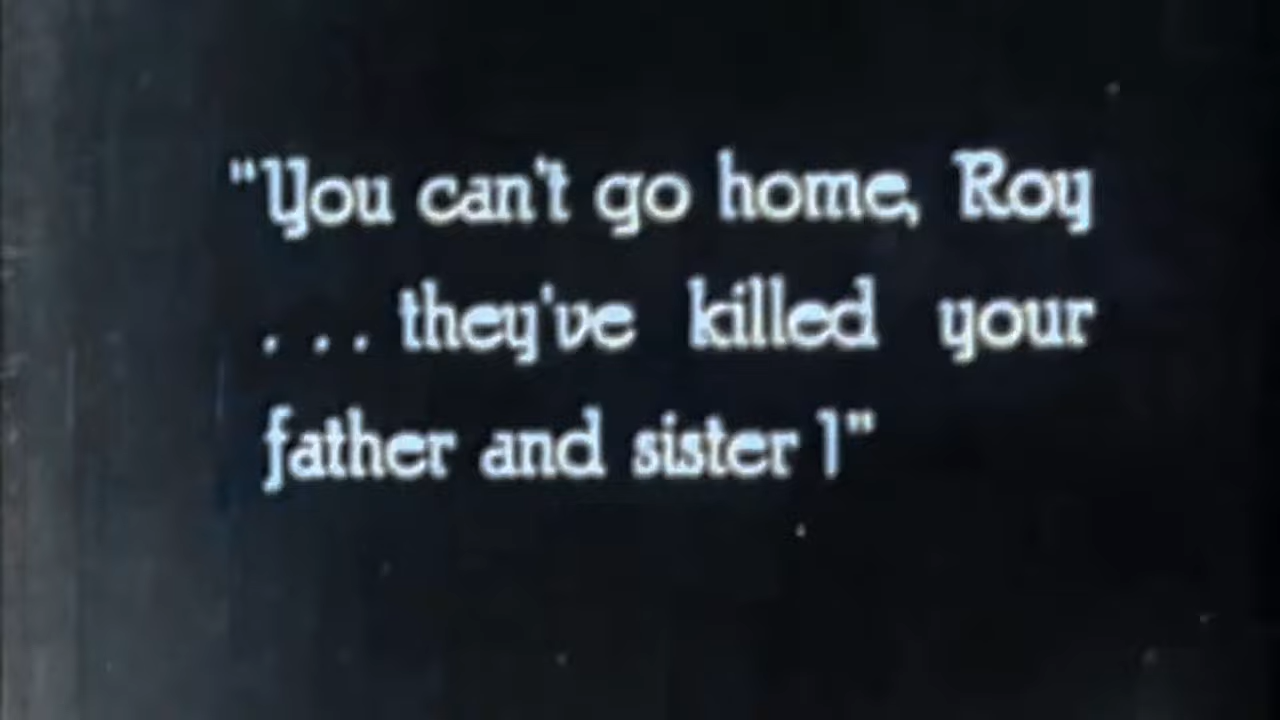 "You can't go home, Roy
. . . they've killed your
father and sister !"